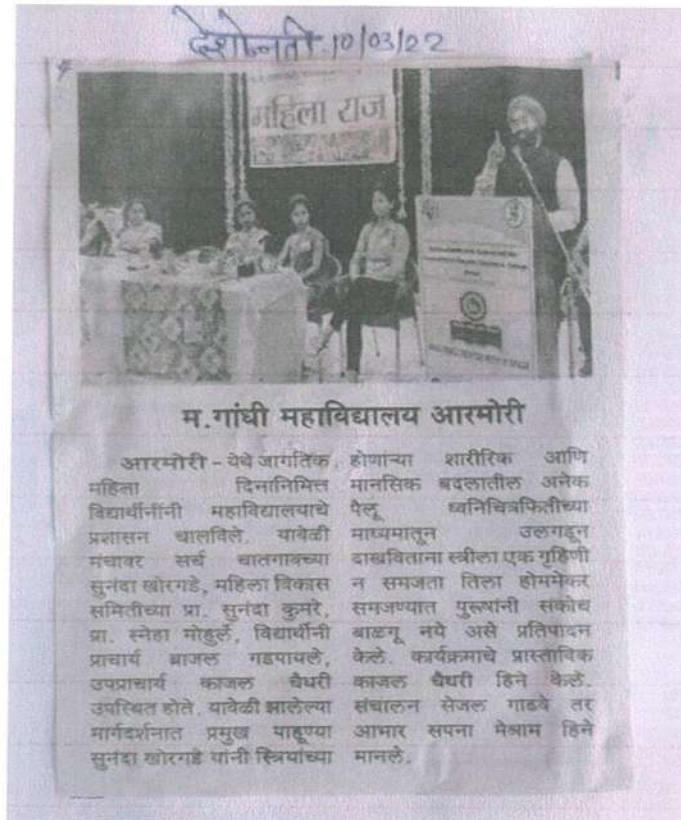 देशोन्नती 10/03/22
महिला राज
म.गांधी महाविद्यालय आरमोरी
आरमोरी - येथे जागतिक
महिला दिनानिमित्त
विद्यार्थीनींनी महाविद्यालयाचे
प्रशासन चालविले. यावेळी
मंचावर सर्च चातगावच्या
सुनंदा खोरगडे, महिला विकास
समितीच्या प्रा. सुनंदा कुमरे,
प्रा. स्नेहा मोहुर्ले, विद्यार्थीनी
प्राचार्य ब्राजल गडपायले,
उपप्राचार्य काजल चैधरी
उपस्थित होते. यावेळी झालेल्या
मार्गदर्शनात प्रमुख पाहूण्या
सुनंदा खोरगडे यांनी स्त्रियांच्या
होणाऱ्या शारीरिक आणि
मानसिक बदलातील अनेक
पैलू ध्वनिचित्रफितीच्या
माध्यमातून उलगडून
दाखविताना स्त्रीला एक गृहिणी
न समजता तिला होममेकर
समजण्यात पुरूषांनी संकोच
बाळगू नये असे प्रतिपादन
केले. कार्यक्रमाचे प्रास्ताविक
काजल चैधरी हिने केले.
संचालन सेजल गाडवे तर
आभार सपना मेश्राम हिने
मानले.